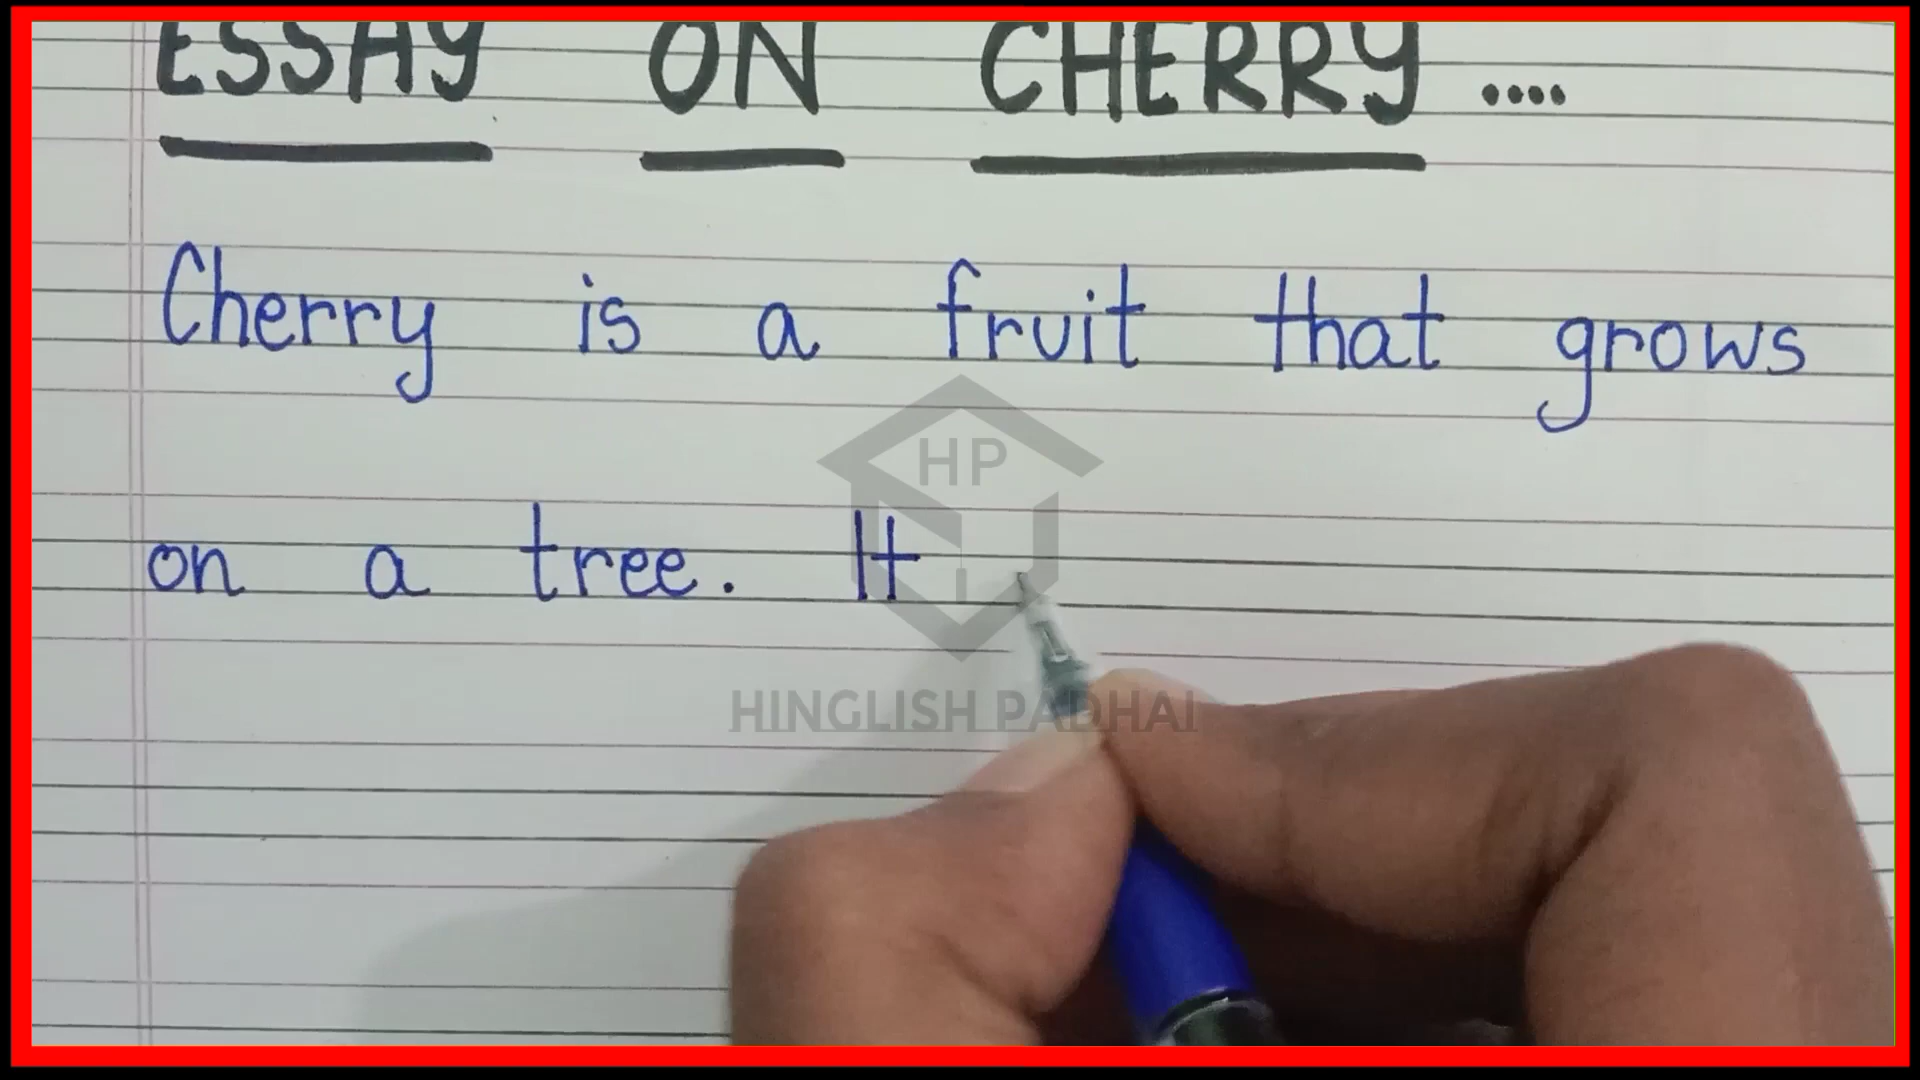 ESSAY ON CHERRY ....
Cherry is a fruit that grows
HP
on a tree. It
HINGLISH PADHAI